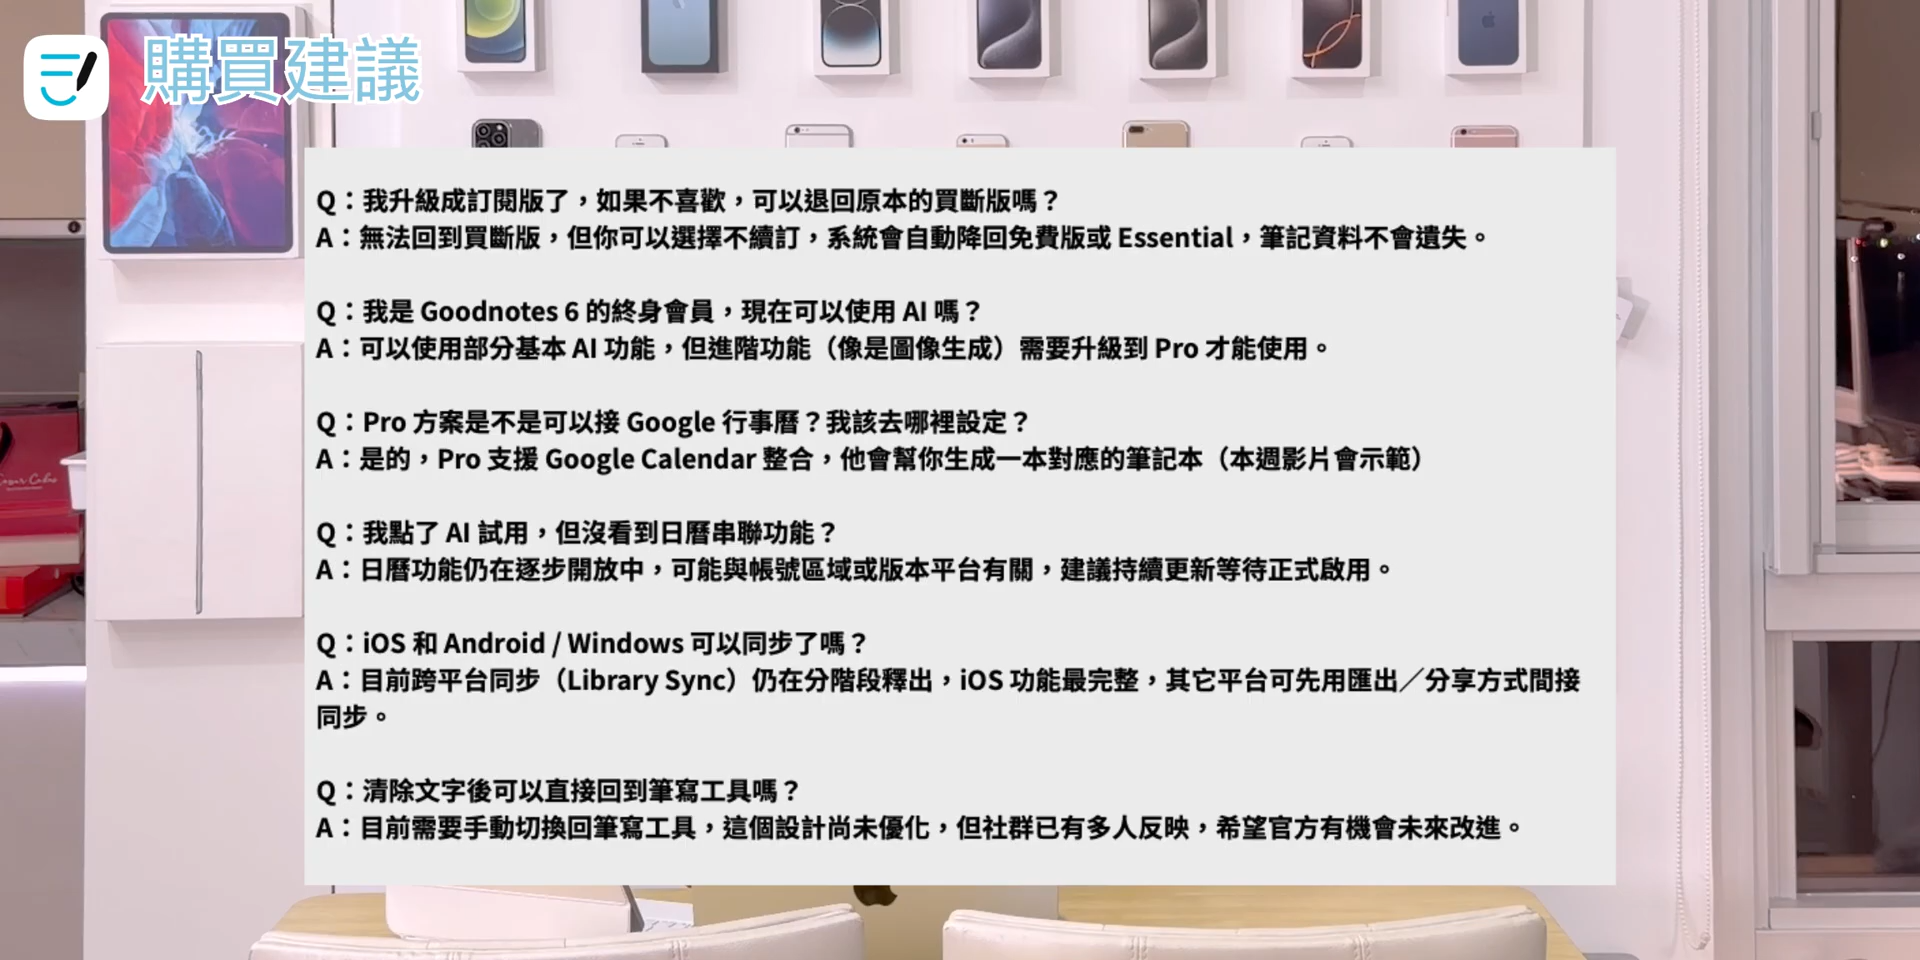 購買建議
Q：我升級成訂閱版了，如果不喜歡，可以退回原本的買斷版嗎？
A：無法回到買斷版，但你可以選擇不續訂，系統會自動降回免費版或 Essential，筆記資料不會遺失。
Q：我是 Goodnotes 6 的終身會員，現在可以使用 AI 嗎？
A：可以使用部分基本 AI 功能，但進階功能（像是圖像生成）需要升級到 Pro 才能使用。
Q：Pro 方案是不是可以接 Google 行事曆？我該去哪裡設定？
A：是的，Pro 支援 Google Calendar 整合，他會幫你生成一本對應的筆記本（本週影片會示範）
Q：我點了 AI 試用，但沒看到日曆串聯功能？
A：日曆功能仍在逐步開放中，可能與帳號區域或版本平台有關，建議持續更新等待正式啟用。
Q：iOS 和 Android / Windows 可以同步了嗎？
A：目前跨平台同步（Library Sync）仍在分階段釋出，iOS 功能最完整，其它平台可先用匯出／分享方式間接
同步。
Q：清除文字後可以直接回到筆寫工具嗎？
A：目前需要手動切換回筆寫工具，這個設計尚未優化，但社群已有多人反映，希望官方有機會未來改進。